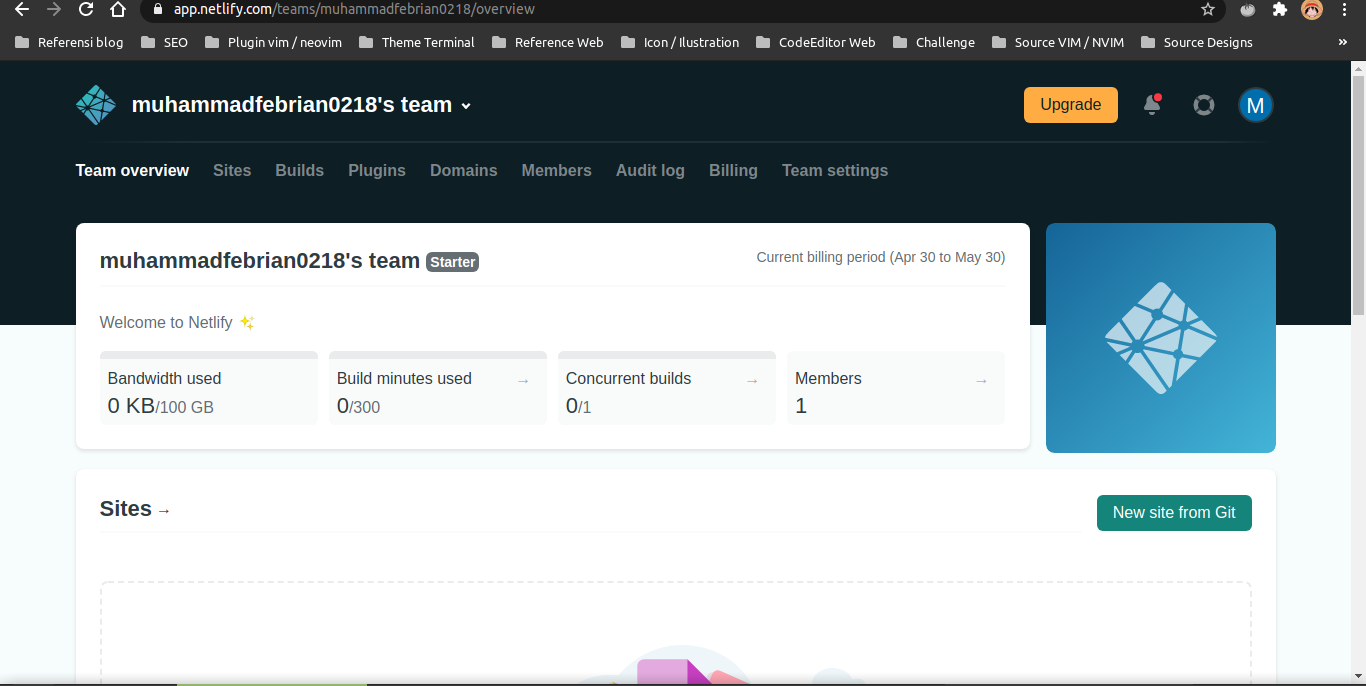 app.netlify.com/teams/muhammadfebrian0218/overview
Referensi blog SEO Plugin vim / neovim Theme Terminal Reference Web Icon / Ilustration CodeEditor Web Challenge Source VIM / NVIM Source Designs »
muhammadfebrian0218's team Upgrade M
Team overview Sites Builds Plugins Domains Members Audit log Billing Team settings
muhammadfebrian0218's team Starter Current billing period (Apr 30 to May 30)
Welcome to Netlify ✨
Bandwidth used Build minutes used → Concurrent builds → Members →
0 KB/100 GB 0/300 0/1 1
Sites → New site from Git